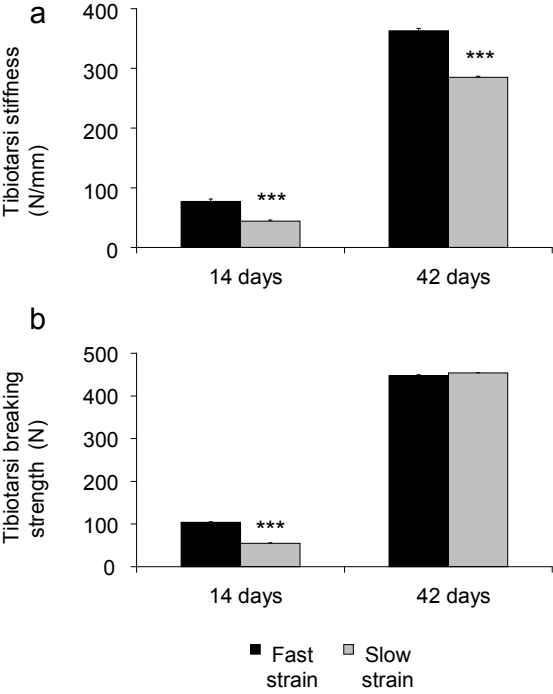 a
Tibiotarsi stiffness
(N/mm)
400
300
200
100
0
***
***
14 days
42 days
b
Tibiotarsi breaking
strength (N)
500
400
300
200
100
0
***
14 days
42 days
Fast
strain
Slow
strain